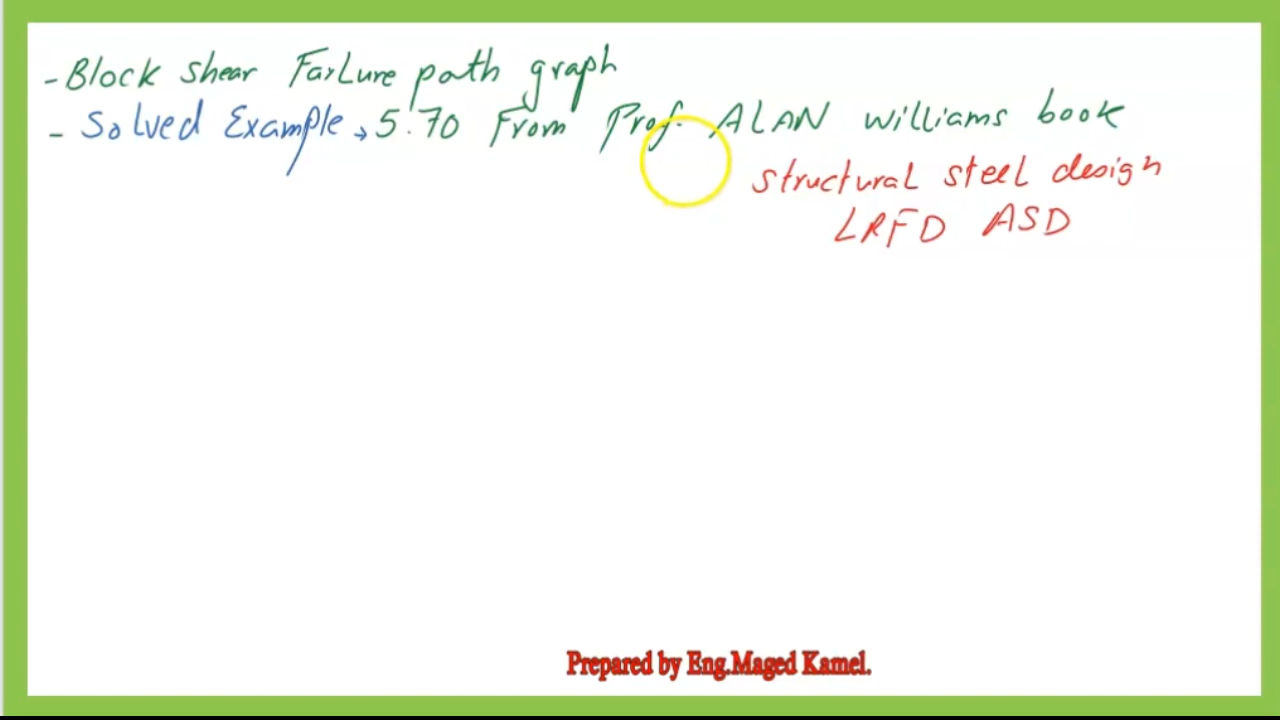 - Block shear Failure path graph
- Solved Example → 5.70 From Prof. ALAN williams book
structural steel design
LRFD ASD
Prepared by Eng.Maged Kamel.